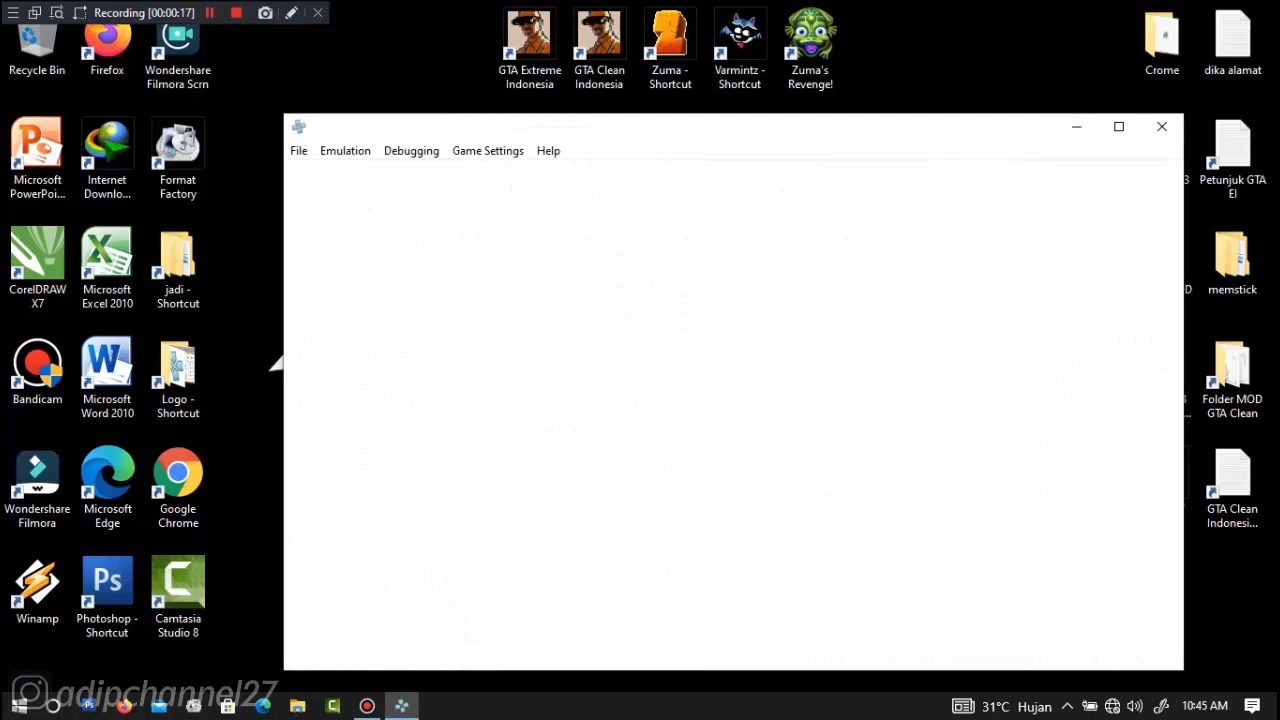 Recording [00:00:17]
Recycle Bin
Firefox
Wondershare
Filmora Scrn
GTA Extreme
Indonesia
GTA Clean
Indonesia
Zuma -
Shortcut
Varmintz -
Shortcut
Zuma's
Revenge!
Crome
dika alamat
File
Emulation
Debugging
Game Settings
Help
Microsoft
PowerPoi...
Internet
Downlo...
Format
Factory
3
Petunjuk GTA
EI
CorelDRAW
X7
Microsoft
Excel 2010
jadi -
Shortcut
D
memstick
Bandicam
Microsoft
Word 2010
Logo -
Shortcut
Folder MOD
GTA Clean
Wondershare
Filmora
Microsoft
Edge
Google
Chrome
GTA Clean
Indonesi...
Winamp
Ps
Photoshop -
Shortcut
Camtasia
Studio 8
adipchannel27
31°C Hujan
10:45 AM